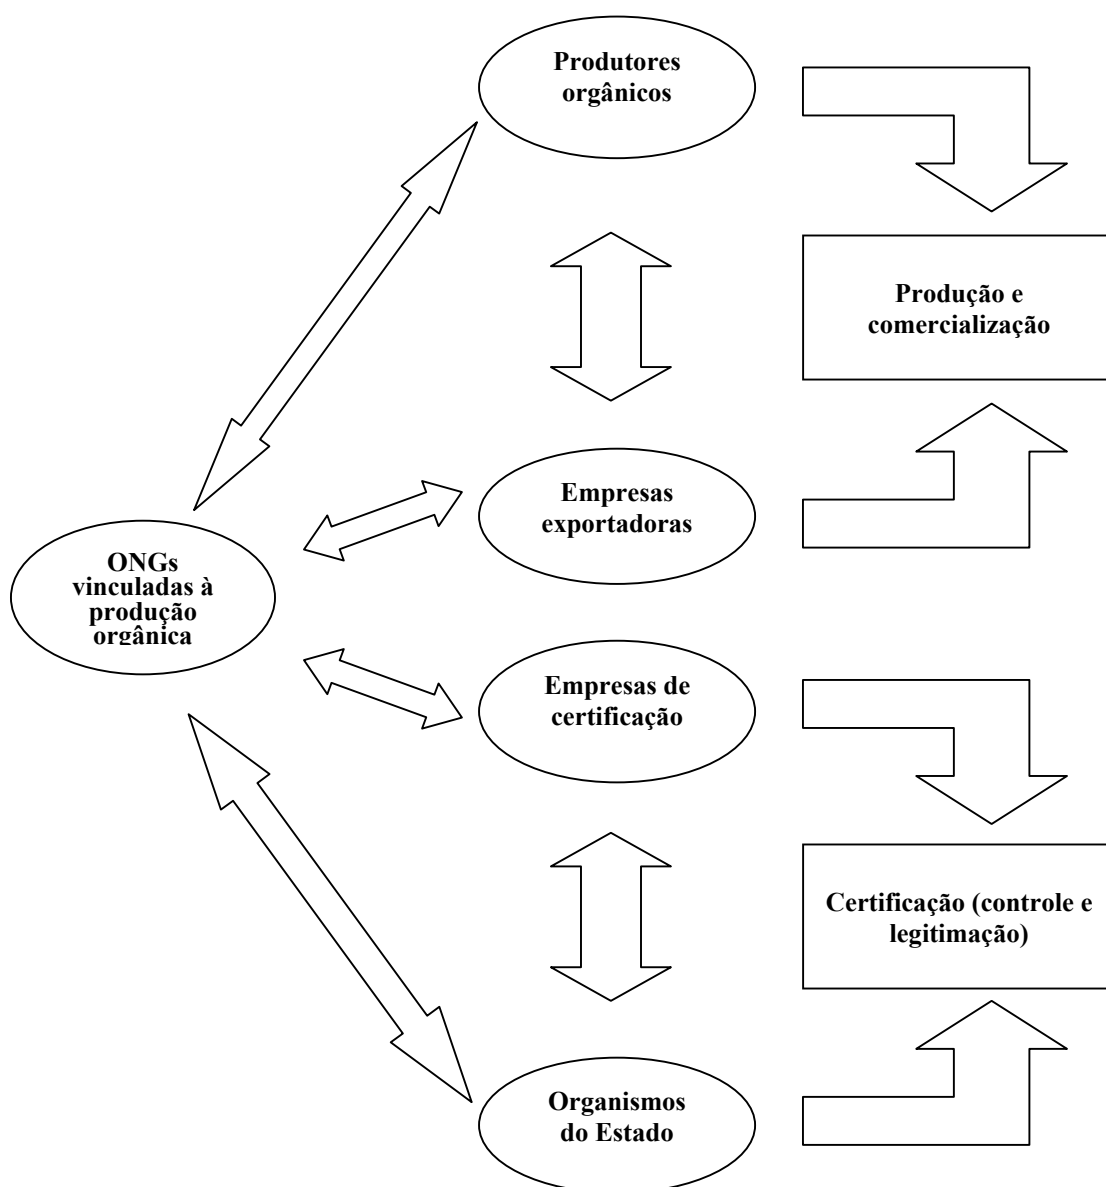 Produtores
orgânicos
Produção e
comercialização
Empresas
exportadoras
ONGs
vinculadas à
produção
orgânica
Empresas de
certificação
Certificação (controle e
legitimação)
Organismos
do Estado